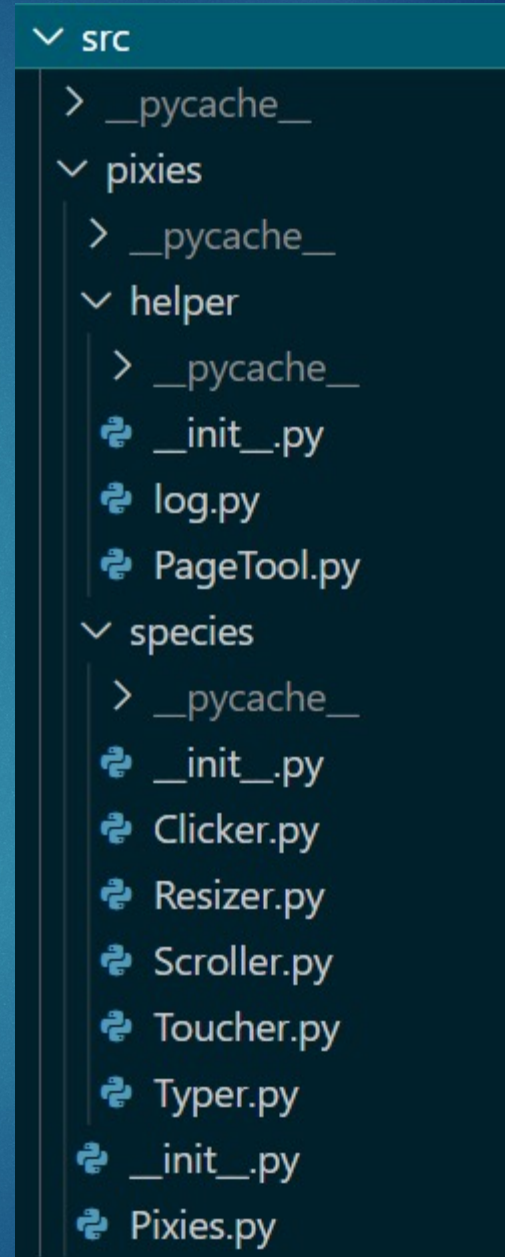 src
__pycache__
pixies
__pycache__
helper
__pycache__
__init__.py
log.py
PageTool.py
species
__pycache__
__init__.py
Clicker.py
Resizer.py
Scroller.py
Toucher.py
Typer.py
__init__.py
Pixies.py